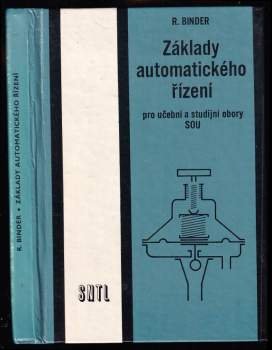 R. BINDER
Základy
automatického
řízení
pro učební a studijní obory
SOU
SNTL
R. BINDER • ZÁKLADY AUTOMATICKÉHO ŘÍZENÍ